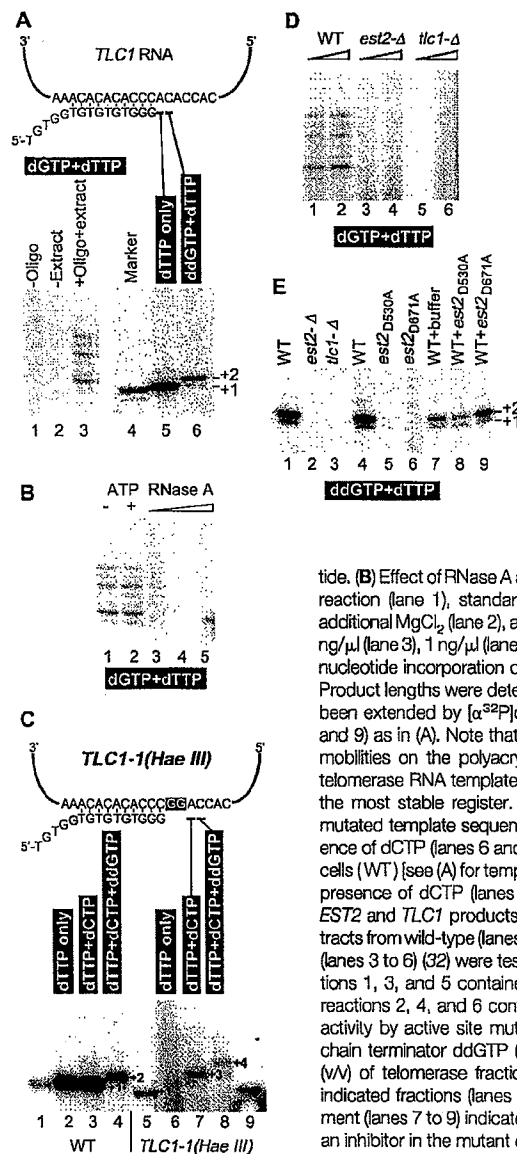 A
TLC1 RNA
3'
5'
AAACACACACCCACACCAC
5'-TGTGGTGTGTGTGGG
dGTP+dTTP
dTTP only
ddGTP+dTTP
-Oligo
-Extract
+Oligo+extract
Marker
+2
+1
1 2 3 4 5 6
B
ATP RNase A
- +
1 2 3 4 5
dGTP+dTTP
C
TLC1-1(Hae III)
3'
5'
AAACACACACCCGGACCAC
5'-TGTGGTGTGTGTGGG
dTTP only
dTTP+dCTP
dTTP+dCTP+ddGTP
dTTP only
dTTP+dCTP
dTTP+dCTP+ddGTP
+4
+3
1 2 3 4 5 6 7 8 9
WT TLC1-1(Hae III)
D
WT est2-Δ tlc1-Δ
1 2 3 4 5 6
dGTP+dTTP
E
WT
est2-Δ
tlc1-Δ
WT
est2D530A
est2D671A
WT+buffer
WT+est2D530A
WT+est2D671A
+2
+1
1 2 3 4 5 6 7 8 9
ddGTP+dTTP
tide. (B) Effect of RNase A a
reaction (lane 1), standar
additional MgCl2 (lane 2), a
ng/μl (lane 3), 1 ng/μl (lane
nucleotide incorporation o
Product lengths were dete
been extended by [α32P]d
and 9) as in (A). Note that
mobilities on the polyacry
telomerase RNA template
the most stable register.
mutated template sequen
ence of dCTP (lanes 6 and
cells (WT) [see (A) for temp
presence of dCTP (lanes
EST2 and TLC1 products
tracts from wild-type (lanes
(lanes 3 to 6) (32) were tes
tions 1, 3, and 5 containe
reactions 2, 4, and 6 con
activity by active site mut
chain terminator ddGTP (
(v/v) of telomerase fractio
indicated fractions (lanes
ment (lanes 7 to 9) indicate
an inhibitor in the mutant e